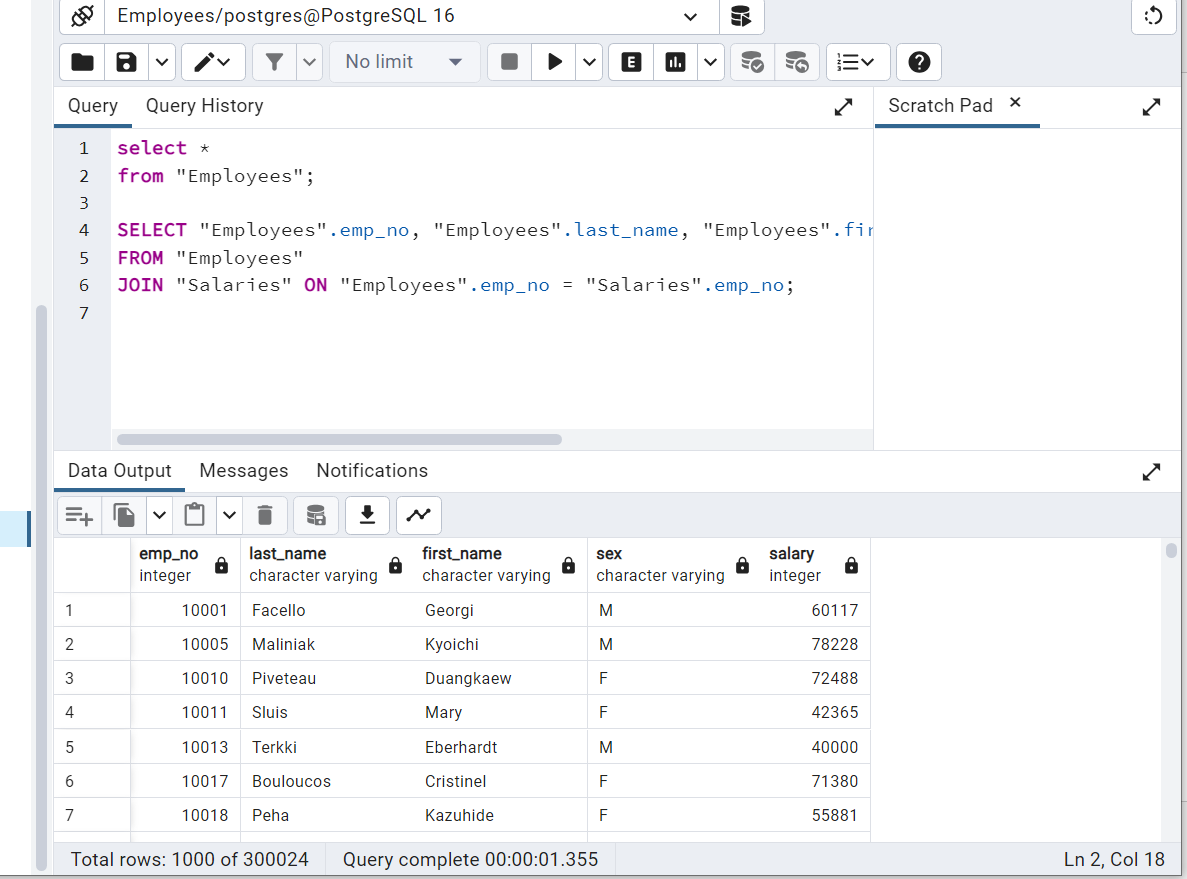 Employees/postgres@PostgreSQL 16
No limit
E
Query Query History
Scratch Pad ×
1 select *
2 from "Employees";
3
4 SELECT "Employees".emp_no, "Employees".last_name, "Employees".fir
5 FROM "Employees"
6 JOIN "Salaries" ON "Employees".emp_no = "Salaries".emp_no;
7
Data Output Messages Notifications
emp_no last_name first_name sex salary
integer character varying character varying character varying integer
1 10001 Facello Georgi M 60117
2 10005 Maliniak Kyoichi M 78228
3 10010 Piveteau Duangkaew F 72488
4 10011 Sluis Mary F 42365
5 10013 Terkki Eberhardt M 40000
6 10017 Bouloucos Cristinel F 71380
7 10018 Peha Kazuhide F 55881
Total rows: 1000 of 300024 Query complete 00:00:01.355 Ln 2, Col 18